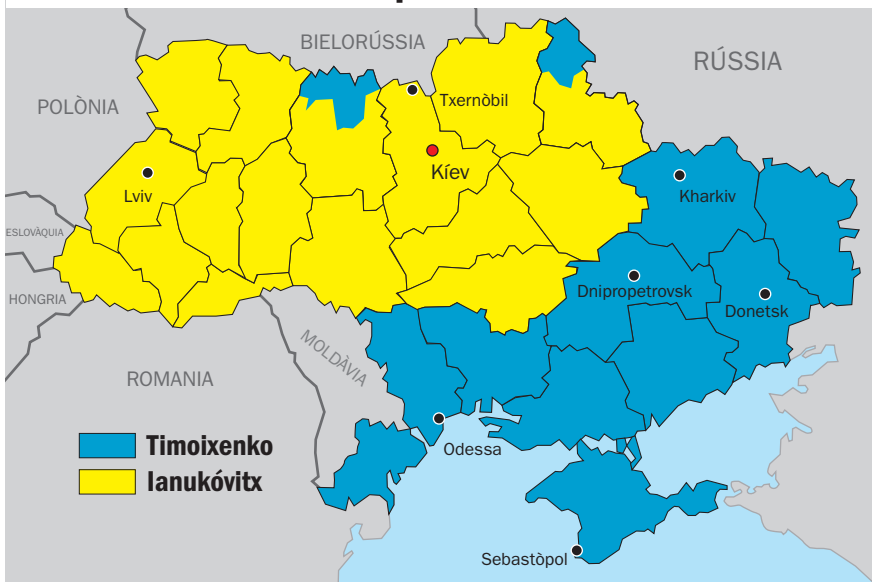 BIELORÚSSIA
RÚSSIA
POLÒNIA
Txernòbil
Kíev
Lviv
Kharkiv
ESLOVÀQUIA
HONGRIA
Dnipropetrovsk
Donetsk
MOLDÀVIA
ROMANIA
Odessa
Timoixenko
Ianukóvitx
Sebastòpol